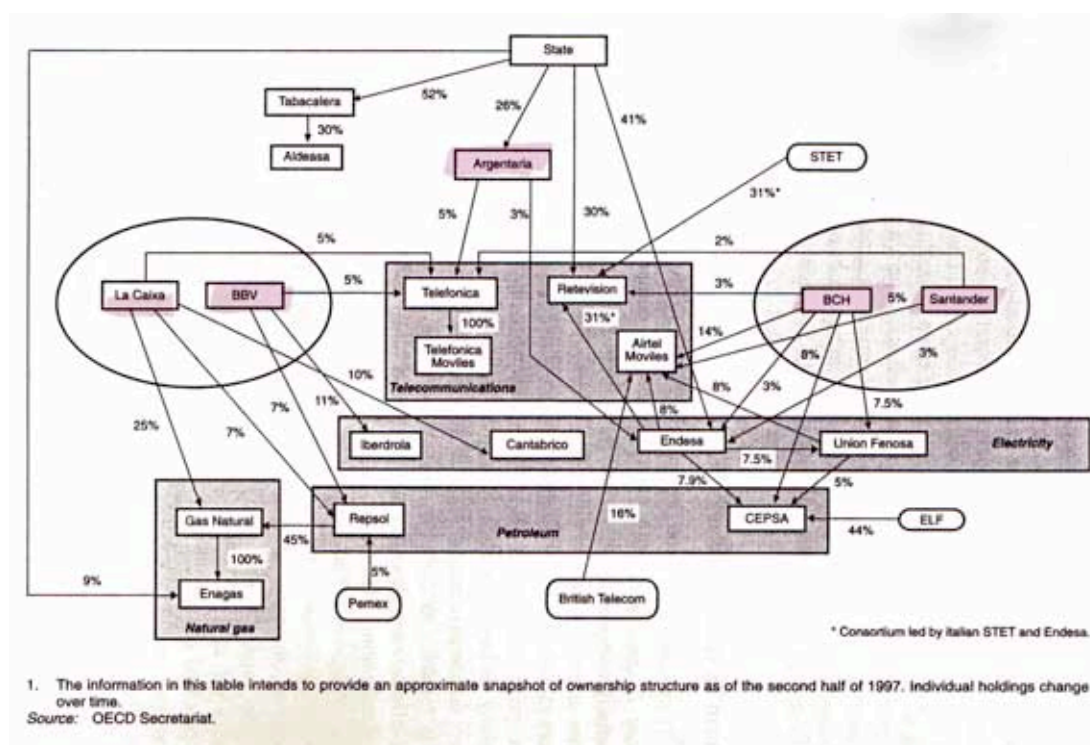 State
52%
26%
41%
Tabacalera
30%
Aldeasa
Argentaria
STET
31%*
5%
3%
30%
5%
2%
La Caixa
BBV
5%
Telefonica
Retevision
3%
BCH
5%
Santander
100%
31%*
14%
Airtel
Moviles
Telefonica
Moviles
8%
3%
10%
Telecommunications
8%
3%
7%
11%
8%
7.5%
25%
7%
Iberdrola
Cantabrico
Endesa
Union Fenosa
Electricity
7.5%
7.9%
5%
Gas Natural
Repsol
16%
CEPSA
ELF
45%
Petroleum
44%
100%
9%
5%
Enagas
Pemex
British Telecom
Natural gas
* Consortium led by Italian STET and Endesa.
1. The information in this table intends to provide an approximate snapshot of ownership structure as of the second half of 1997. Individual holdings change
over time.
Source: OECD Secretariat.